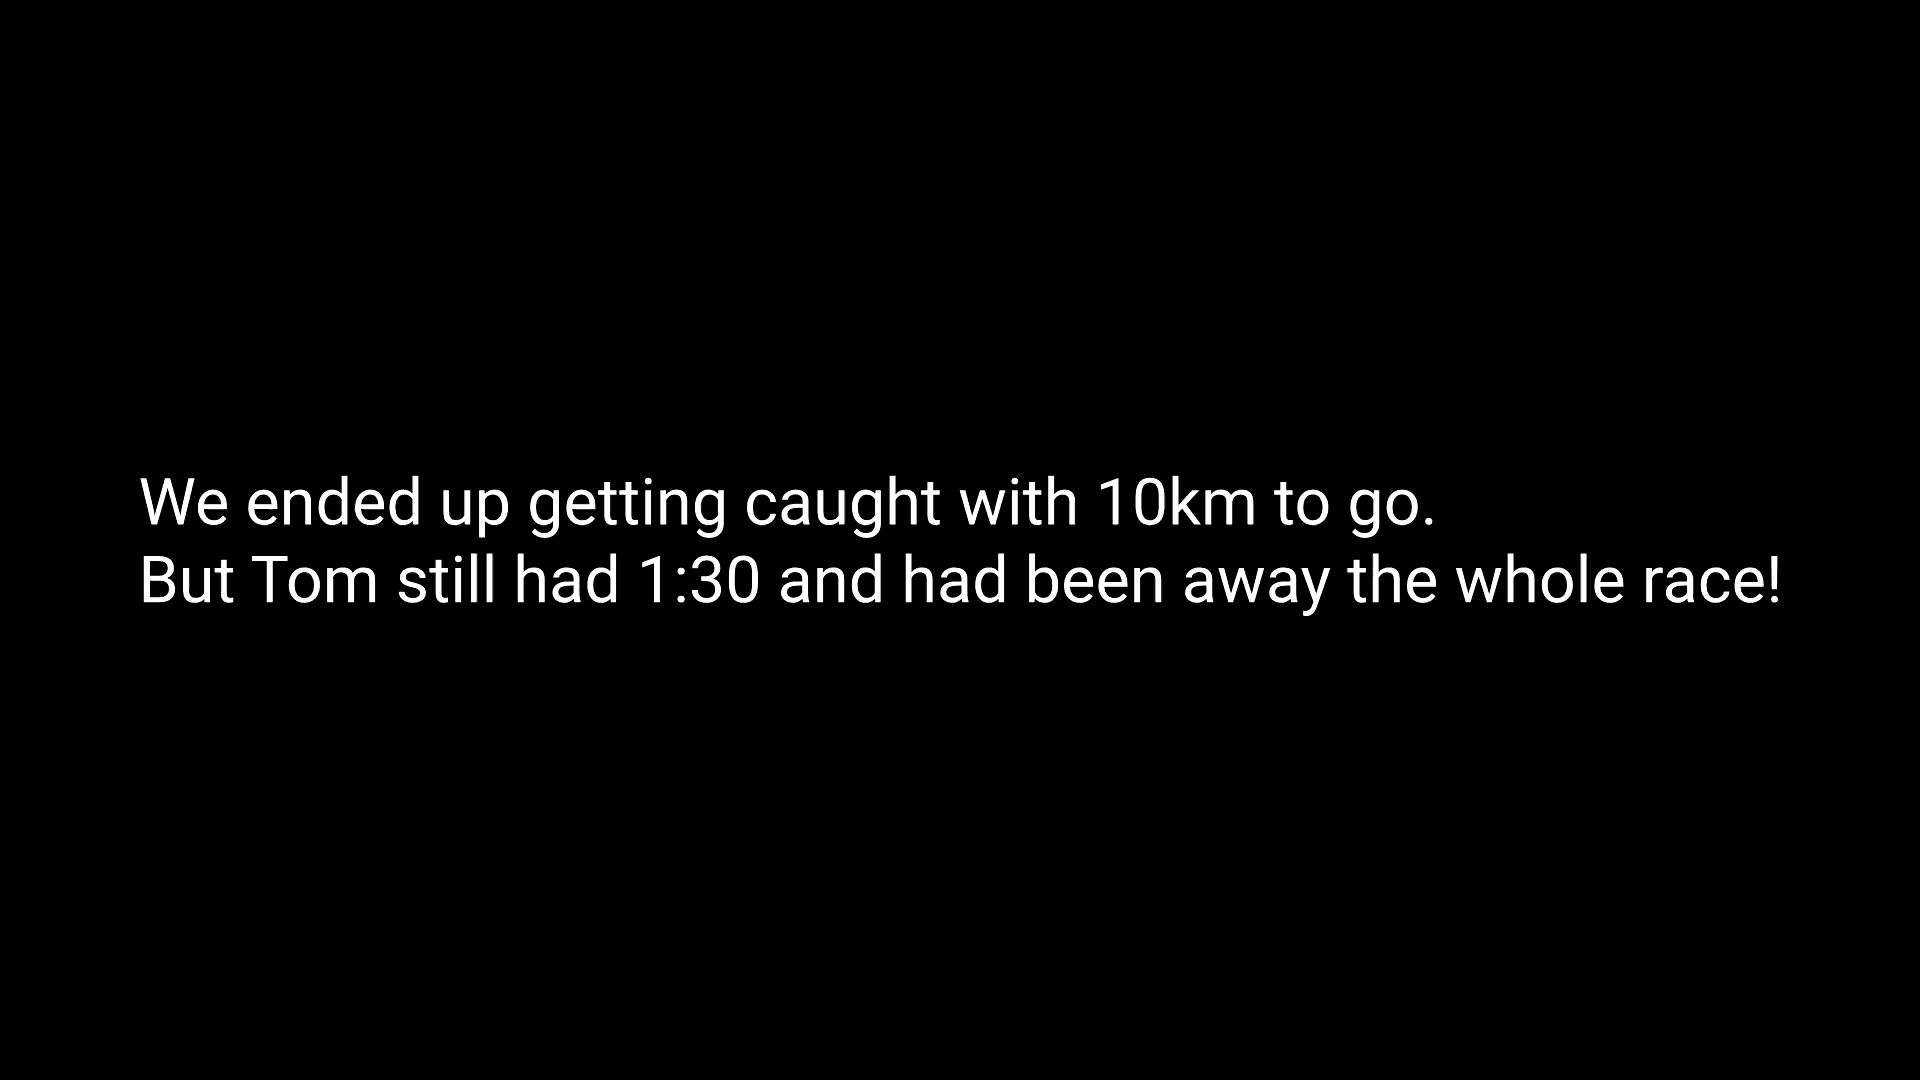 We ended up getting caught with 10km to go.
But Tom still had 1:30 and had been away the whole race!